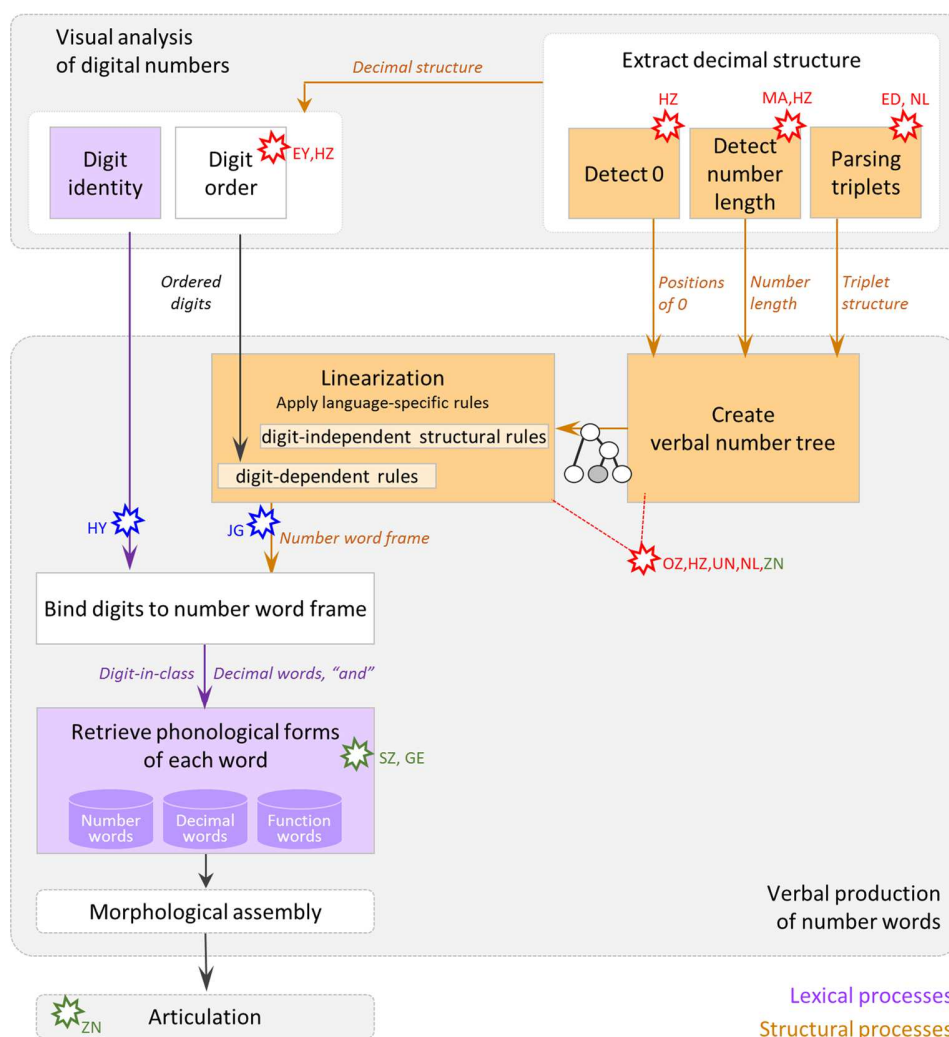 Visual analysis
of digital numbers
Decimal structure
Extract decimal structure
HZ
MA,HZ
ED, NL
Digit
identity
Digit
order
EY,HZ
Detect 0
Detect
number
length
Parsing
triplets
Ordered
digits
Positions
of 0
Number
length
Triplet
structure
Linearization
Apply language-specific rules
digit-independent structural rules
digit-dependent rules
Create
verbal number tree
HY
JG
Number word frame
OZ,HZ,UN,NL,ZN
Bind digits to number word frame
Digit-in-class
Decimal words, “and”
Retrieve phonological forms
of each word
SZ, GE
Number
words
Decimal
words
Function
words
Morphological assembly
Verbal production
of number words
Articulation
ZN
Lexical processes
Structural processes